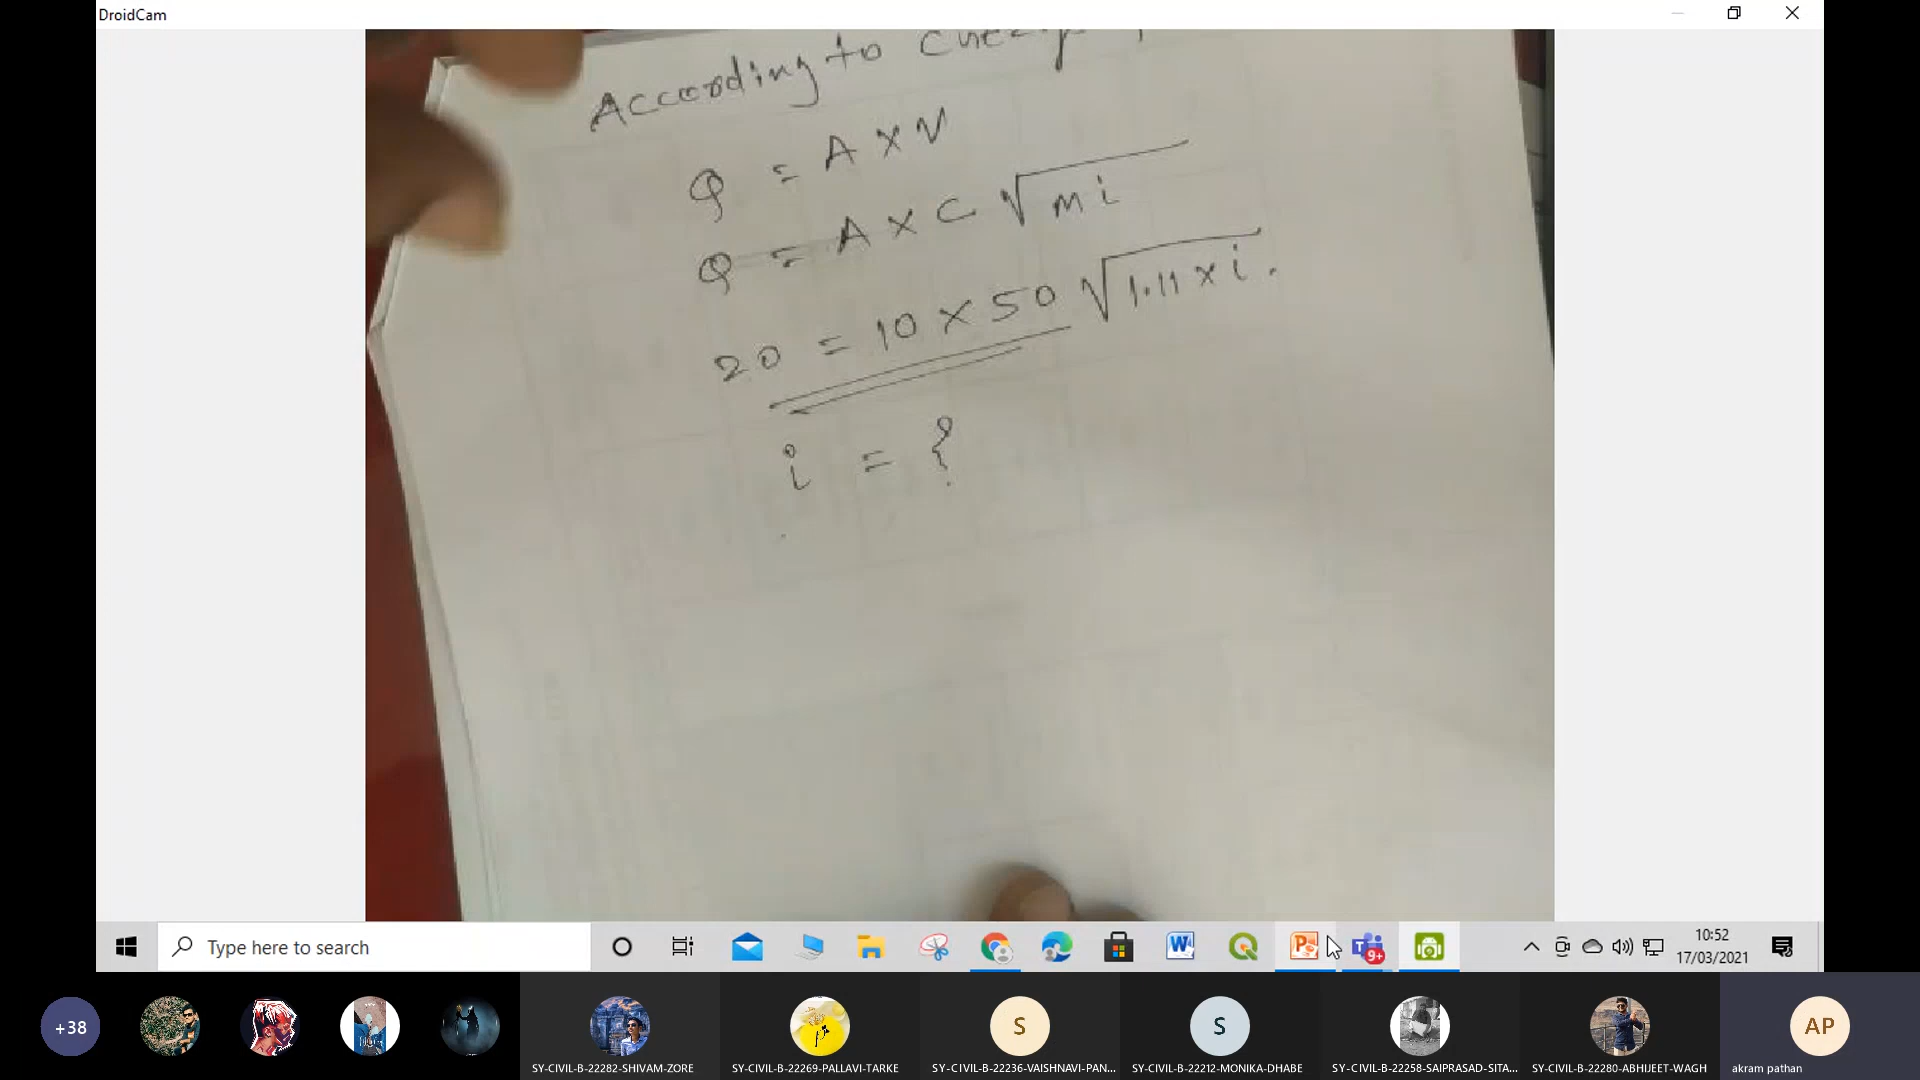 DroidCam
According to Chezy
Q = A × V
Q = A × C √mi
20 = 10 × 50 √1.11 × i .
i = ?
Type here to search
9+
10:52
17/03/2021
+38
S
S
AP
SY-CIVIL-B-22282-SHIVAM-ZORE
SY-CIVIL-B-22269-PALLAVI-TARKE
SY-CIVIL-B-22236-VAISHNAVI-PAN...
SY-CIVIL-B-22212-MONIKA-DHABE
SY-CIVIL-B-22258-SAIPRASAD-SITA...
SY-CIVIL-B-22280-ABHIJEET-WAGH
akram pathan